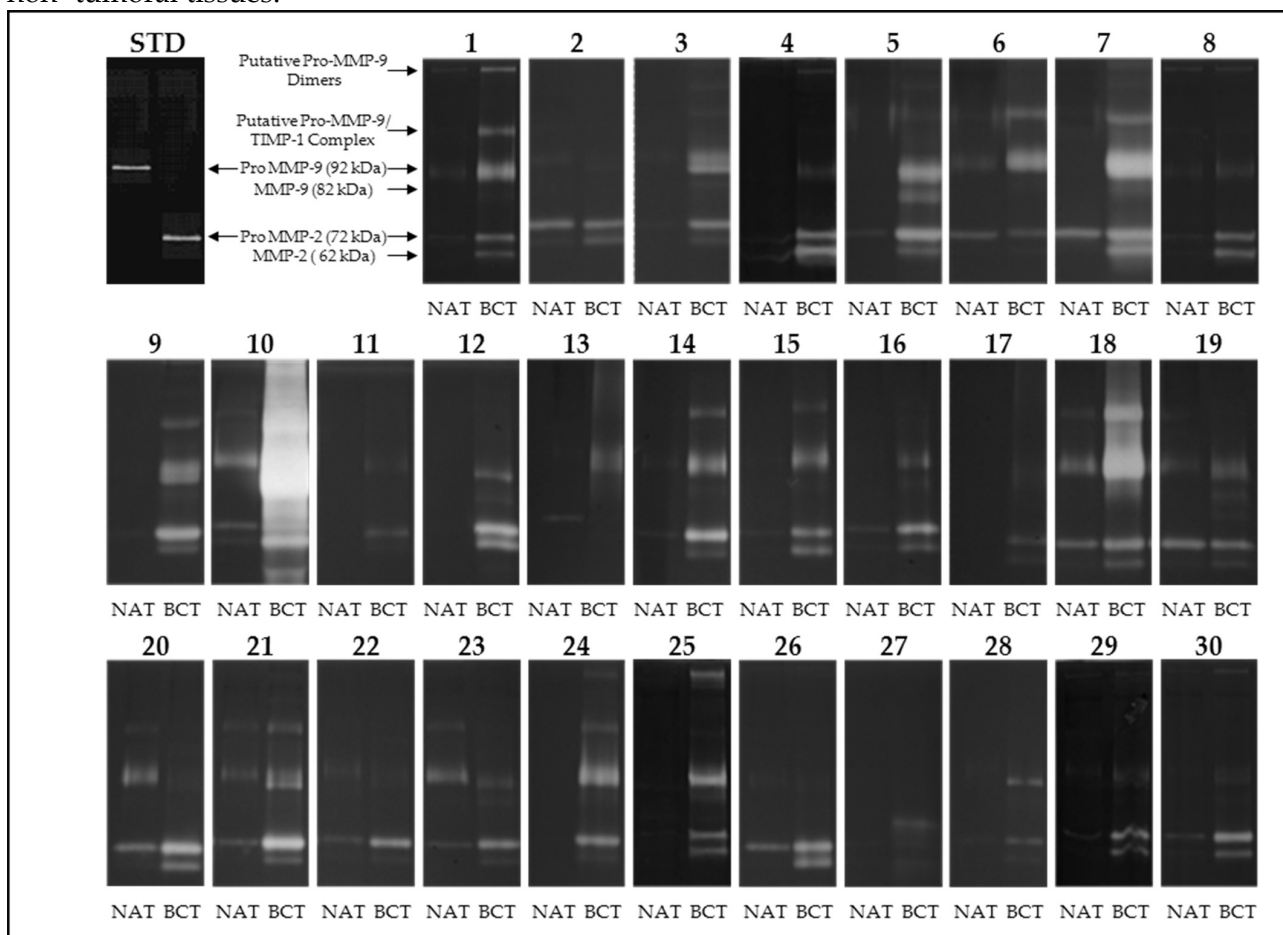 non-tumoral tissues.
STD 1 2 3 4 5 6 7 8
Putative Pro-MMP-9
Dimers
Putative Pro-MMP-9/
TIMP-1 Complex
Pro MMP-9 (92 kDa)
MMP-9 (82 kDa)
Pro MMP-2 (72 kDa)
MMP-2 ( 62 kDa)
NAT BCT NAT BCT NAT BCT NAT BCT NAT BCT NAT BCT NAT BCT NAT BCT
9 10 11 12 13 14 15 16 17 18 19
NAT BCT NAT BCT NAT BCT NAT BCT NAT BCT NAT BCT NAT BCT NAT BCT NAT BCT NAT BCT NAT BCT
20 21 22 23 24 25 26 27 28 29 30
NAT BCT NAT BCT NAT BCT NAT BCT NAT BCT NAT BCT NAT BCT NAT BCT NAT BCT NAT BCT NAT BCT